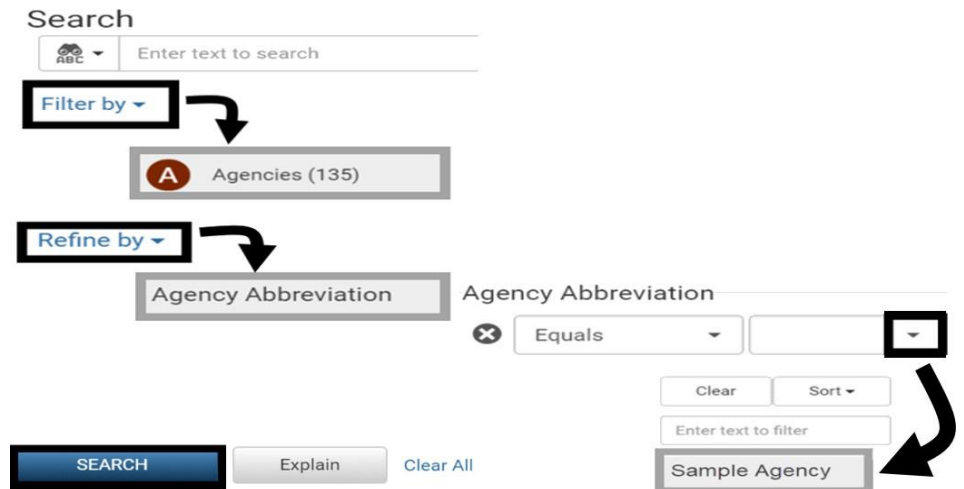 Search
ABC Enter text to search
Filter by
A Agencies (135)
Refine by
Agency Abbreviation
Agency Abbreviation
Equals
Clear Sort
Enter text to filter
Sample Agency
SEARCH Explain Clear All